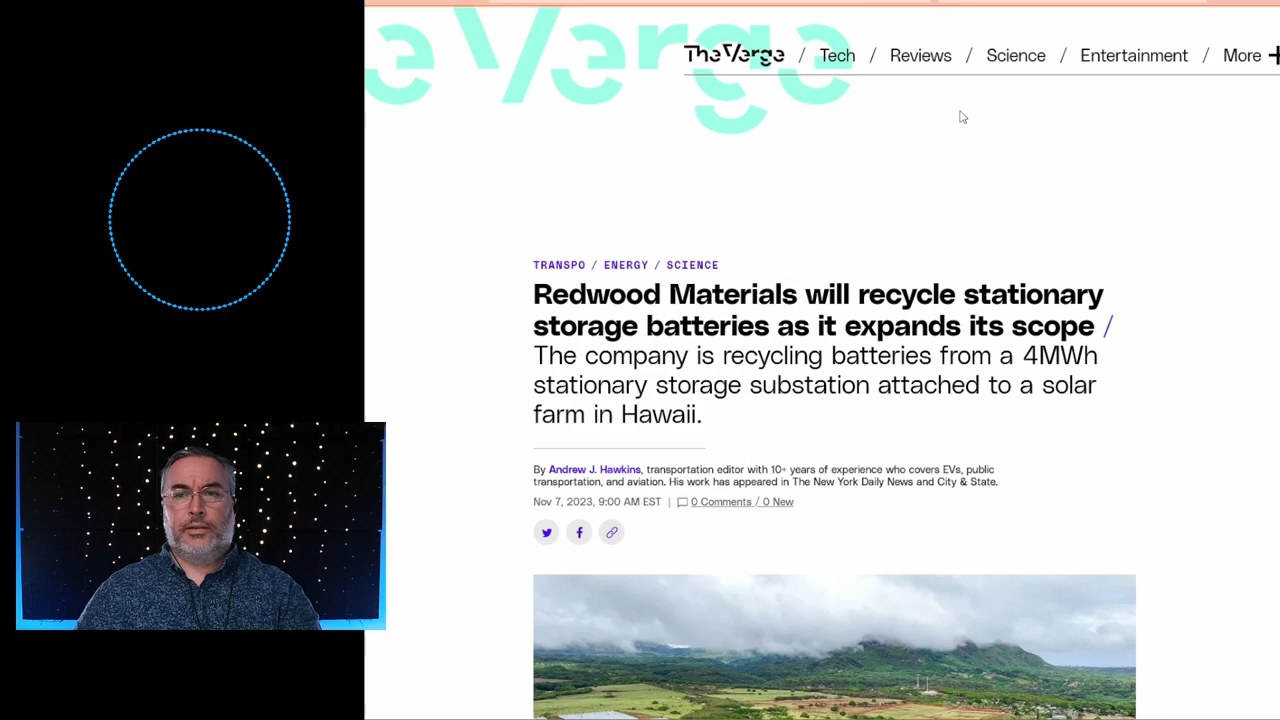 The Verge / Tech / Reviews / Science / Entertainment / More +
e Verge
TRANSPO / ENERGY / SCIENCE
Redwood Materials will recycle stationary
storage batteries as it expands its scope /
The company is recycling batteries from a 4MWh
stationary storage substation attached to a solar
farm in Hawaii.
By Andrew J. Hawkins, transportation editor with 10+ years of experience who covers EVs, public
transportation, and aviation. His work has appeared in The New York Daily News and City & State.
Nov 7, 2023, 9:00 AM EST | 0 Comments / 0 New